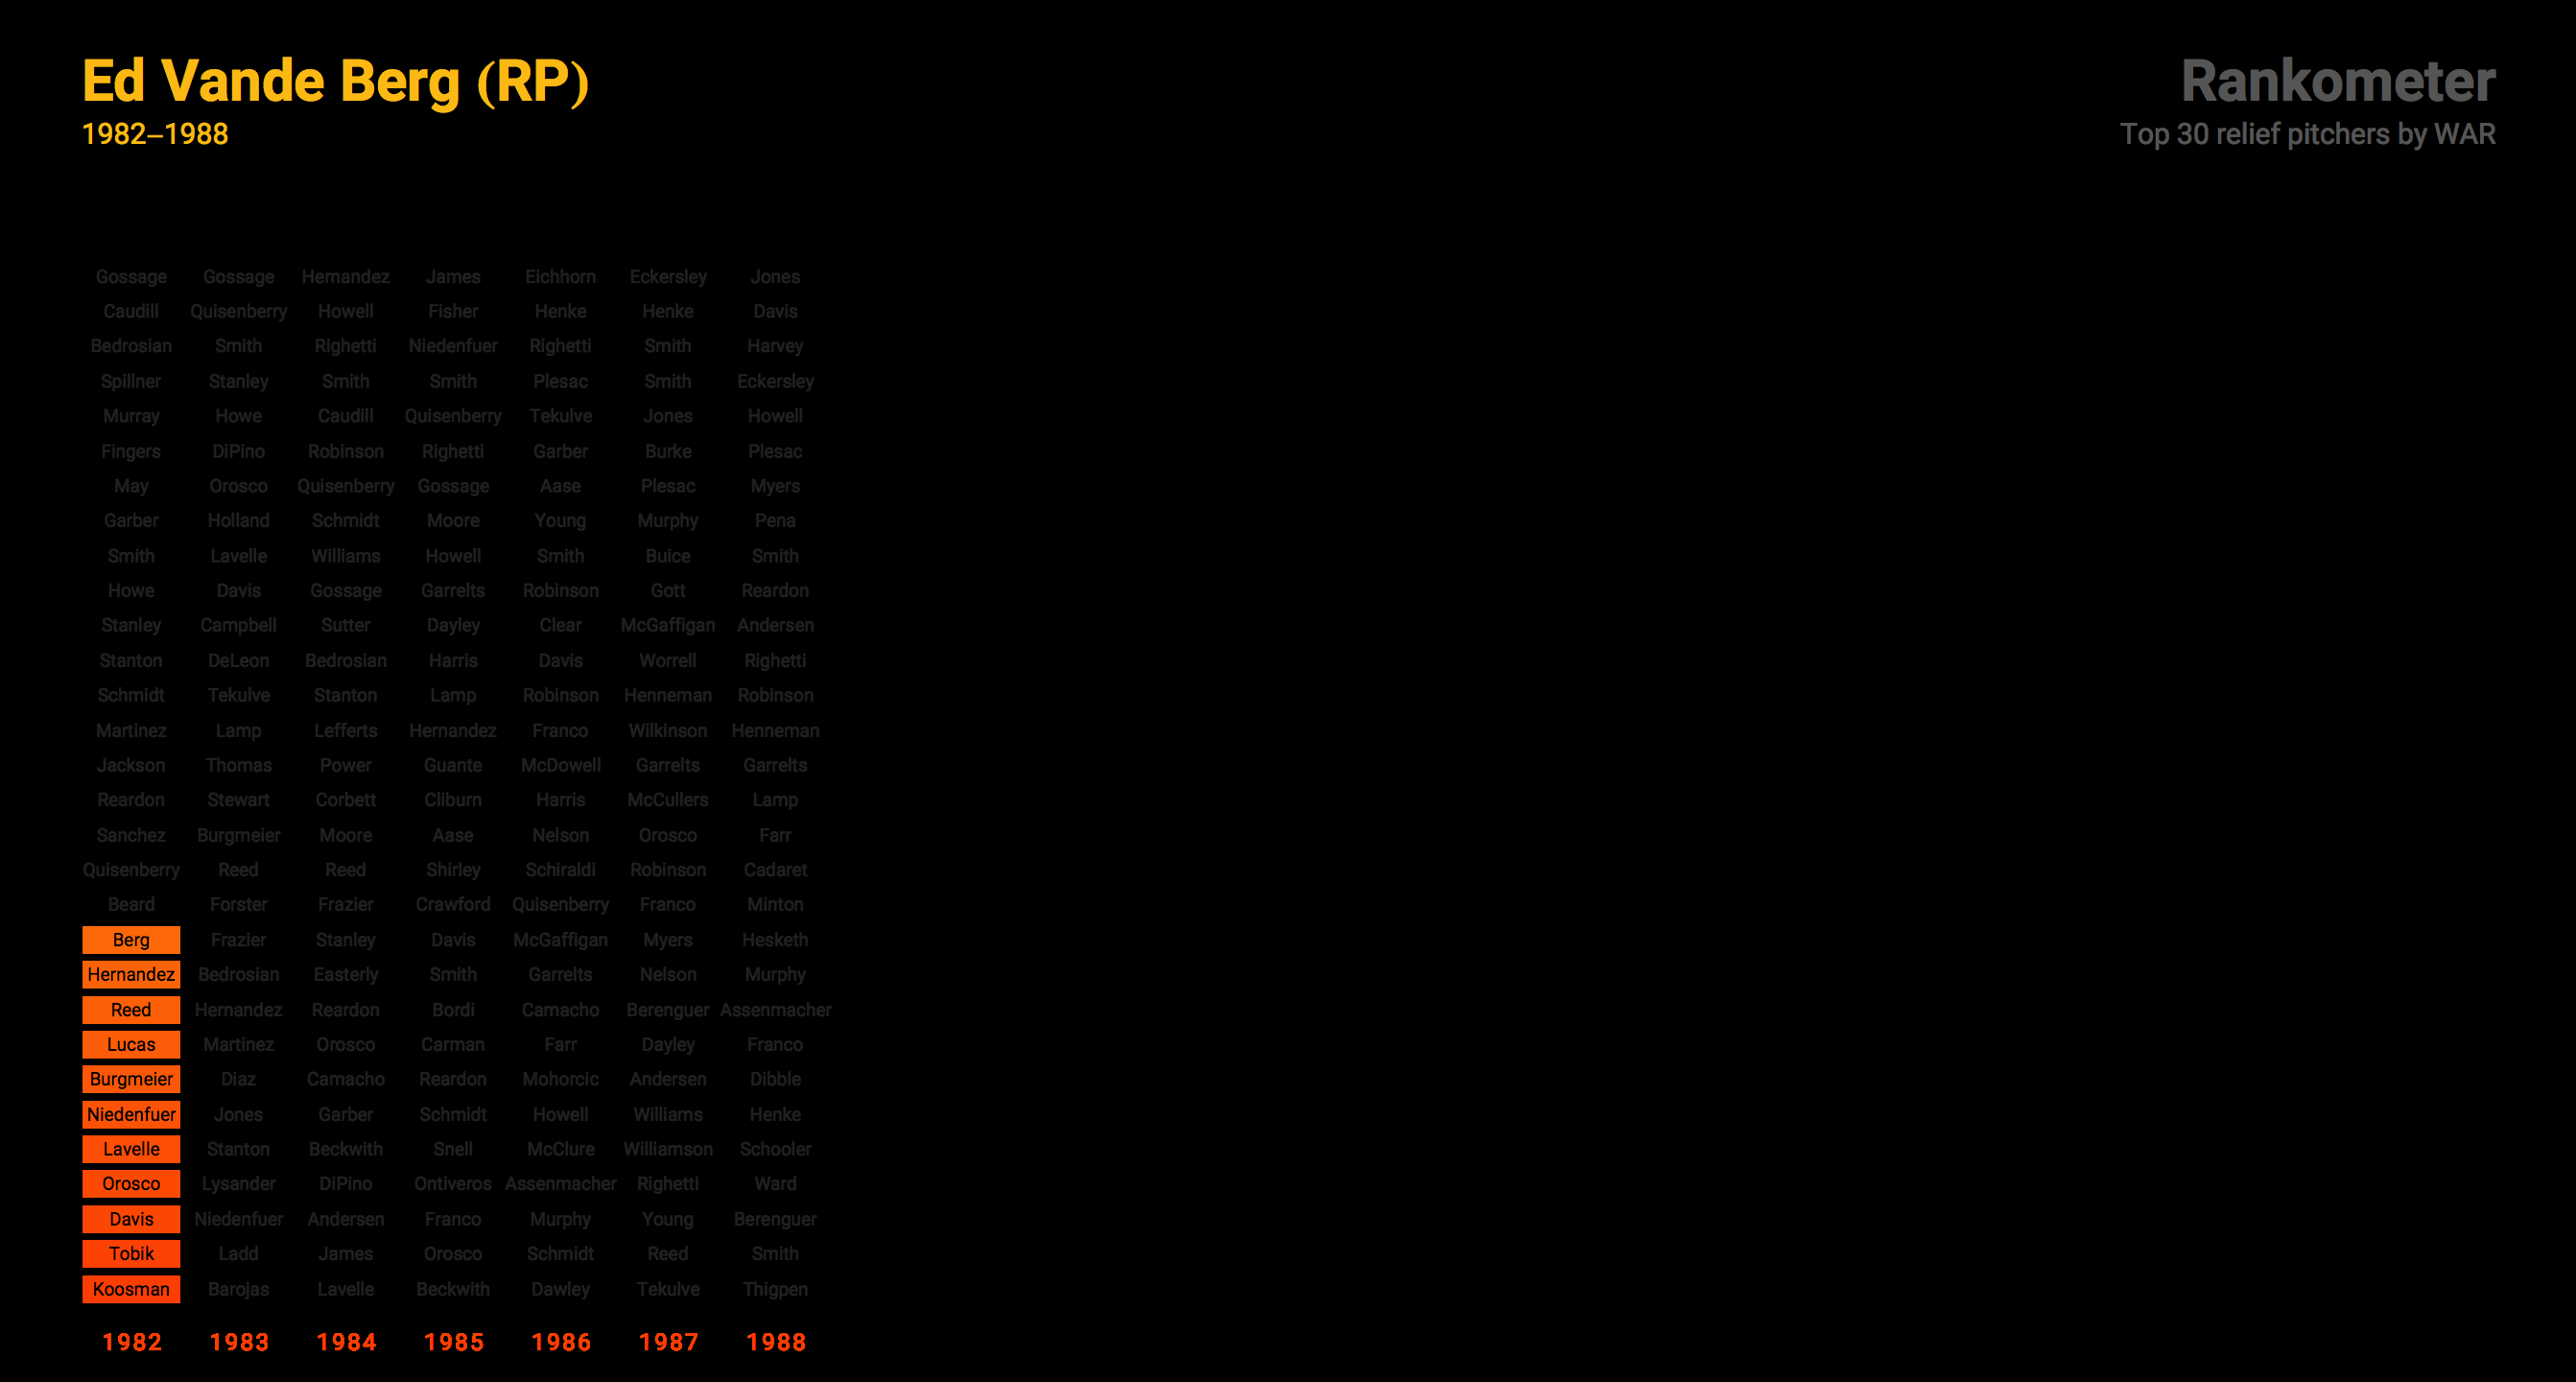 Ed Vande Berg (RP)
1982–1988
Rankometer
Top 30 relief pitchers by WAR
Gossage Gossage Hernandez James Eichhorn Eckersley Jones
Caudill Quisenberry Howell Fisher Henke Henke Davis
Bedrosian Smith Righetti Niedenfuer Righetti Smith Harvey
Spillner Stanley Smith Smith Plesac Smith Eckersley
Murray Howe Caudill Quisenberry Tekulve Jones Howell
Fingers DiPino Robinson Righetti Garber Burke Plesac
May Orosco Quisenberry Gossage Aase Plesac Myers
Garber Holland Schmidt Moore Young Murphy Pena
Smith Lavelle Williams Howell Smith Buice Smith
Howe Davis Gossage Garrelts Robinson Gott Reardon
Stanley Campbell Sutter Dayley Clear McGaffigan Andersen
Stanton DeLeon Bedrosian Harris Davis Worrell Righetti
Schmidt Tekulve Stanton Lamp Robinson Henneman Robinson
Martinez Lamp Lefferts Hernandez Franco Wilkinson Henneman
Jackson Thomas Power Guante McDowell Garrelts Garrelts
Reardon Stewart Corbett Cliburn Harris McCullers Lamp
Sanchez Burgmeier Moore Aase Nelson Orosco Farr
Quisenberry Reed Reed Shirley Schiraldi Robinson Cadaret
Beard Forster Frazier Crawford Quisenberry Franco Minton
Berg Frazier Stanley Davis McGaffigan Myers Hesketh
Hernandez Bedrosian Easterly Smith Garrelts Nelson Murphy
Reed Hernandez Reardon Bordi Camacho Berenguer Assenmacher
Lucas Martinez Orosco Carman Farr Dayley Franco
Burgmeier Diaz Camacho Reardon Mohorcic Andersen Dibble
Niedenfuer Jones Garber Schmidt Howell Williams Henke
Lavelle Stanton Beckwith Snell McClure Williamson Schooler
Orosco Lysander DiPino Ontiveros Assenmacher Righetti Ward
Davis Niedenfuer Andersen Franco Murphy Young Berenguer
Tobik Ladd James Orosco Schmidt Reed Smith
Koosman Barojas Lavelle Beckwith Dawley Tekulve Thigpen
1982 1983 1984 1985 1986 1987 1988